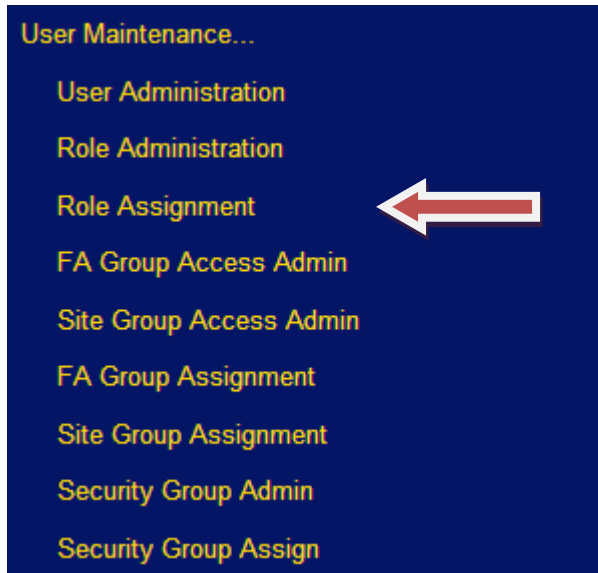 User Maintenance...
User Administration
Role Administration
Role Assignment
FA Group Access Admin
Site Group Access Admin
FA Group Assignment
Site Group Assignment
Security Group Admin
Security Group Assign